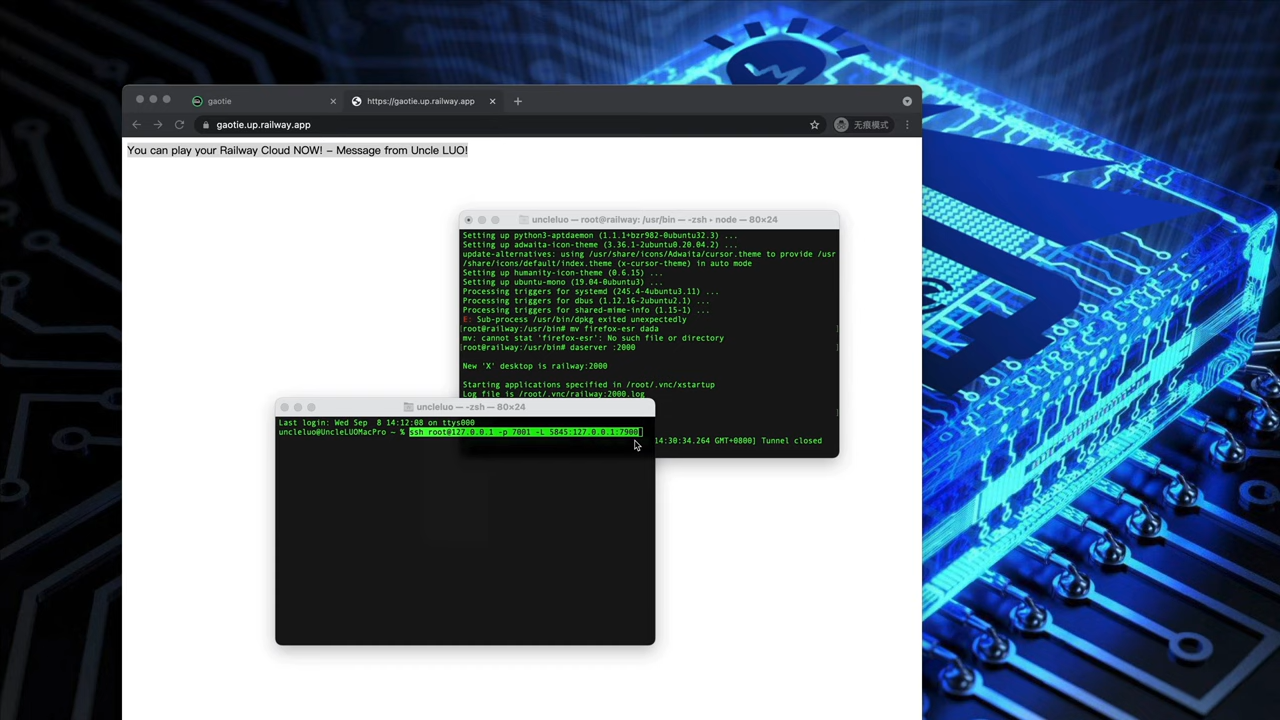 gaotie
https://gaotie.up.railway.app
gaotie.up.railway.app
无痕模式
You can play your Railway Cloud NOW! – Message from Uncle LUO!
uncleluo — root@railway: /usr/bin — -zsh ▸ node — 80×24
Setting up python3-aptdaemon (1.1.1+bzr982-0ubuntu32.3) ...
Setting up adwaita-icon-theme (3.36.1-2ubuntu0.20.04.2) ...
update-alternatives: using /usr/share/icons/Adwaita/cursor.theme to provide /usr
/share/icons/default/index.theme (x-cursor-theme) in auto mode
Setting up humanity-icon-theme (0.6.15) ...
Setting up ubuntu-mono (19.04-0ubuntu3) ...
Processing triggers for systemd (245.4-4ubuntu3.11) ...
Processing triggers for dbus (1.12.16-2ubuntu2.1) ...
Processing triggers for shared-mime-info (1.15-1) ...
E: Sub-process /usr/bin/dpkg exited unexpectedly
root@railway:/usr/bin# mv firefox-esr dada
mv: cannot stat 'firefox-esr': No such file or directory
root@railway:/usr/bin# daserver :2000
New 'X' desktop is railway:2000
Starting applications specified in /root/.vnc/xstartup
Log file is /root/.vnc/railway:2000.log
14:30:34.264 GMT+0800] Tunnel closed
uncleluo — -zsh — 80×24
Last login: Wed Sep  8 14:12:08 on ttys000
uncleluo@UncleLUOMacPro ~ % ssh root@127.0.0.1 -p 7001 -L 5845:127.0.0.1:7900